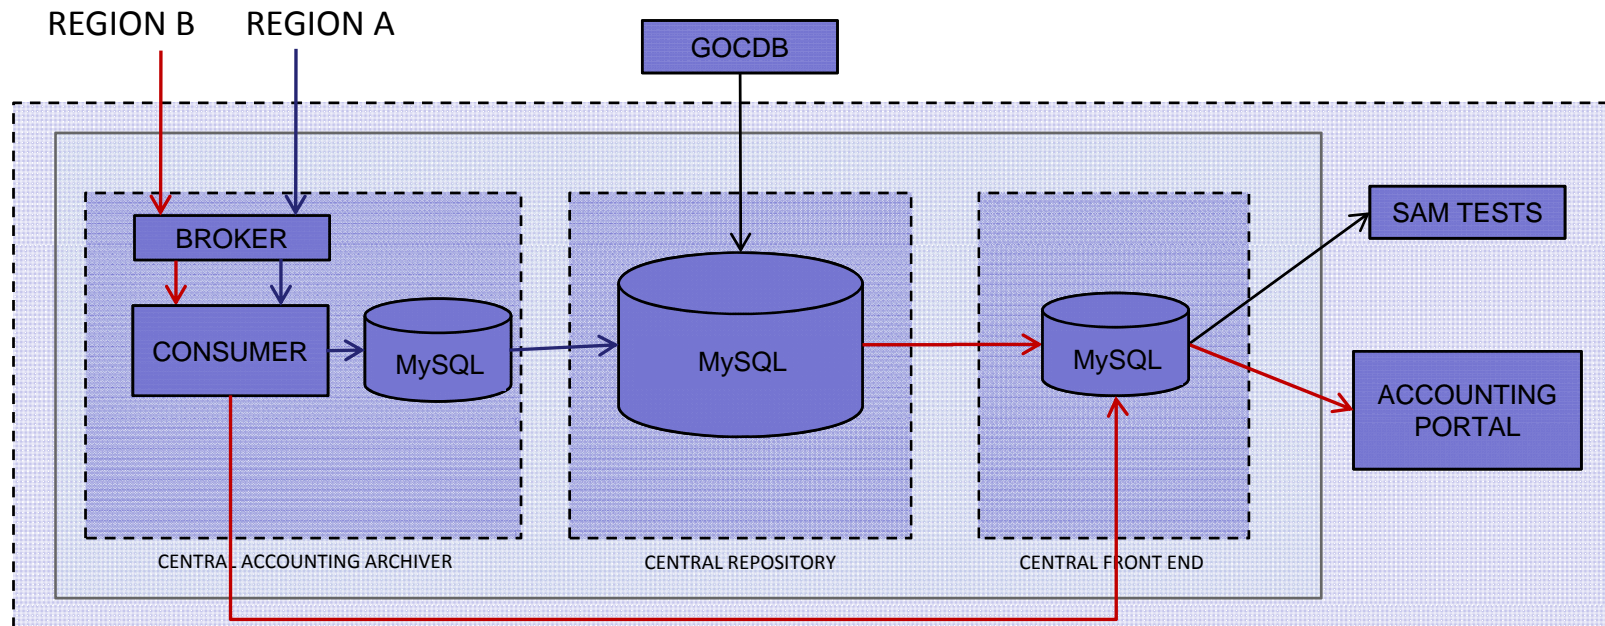 REGION B
REGION A
GOCDB
BROKER
SAM TESTS
CONSUMER
MySQL
MySQL
MySQL
ACCOUNTING
PORTAL
CENTRAL ACCOUNTING ARCHIVER
CENTRAL REPOSITORY
CENTRAL FRONT END